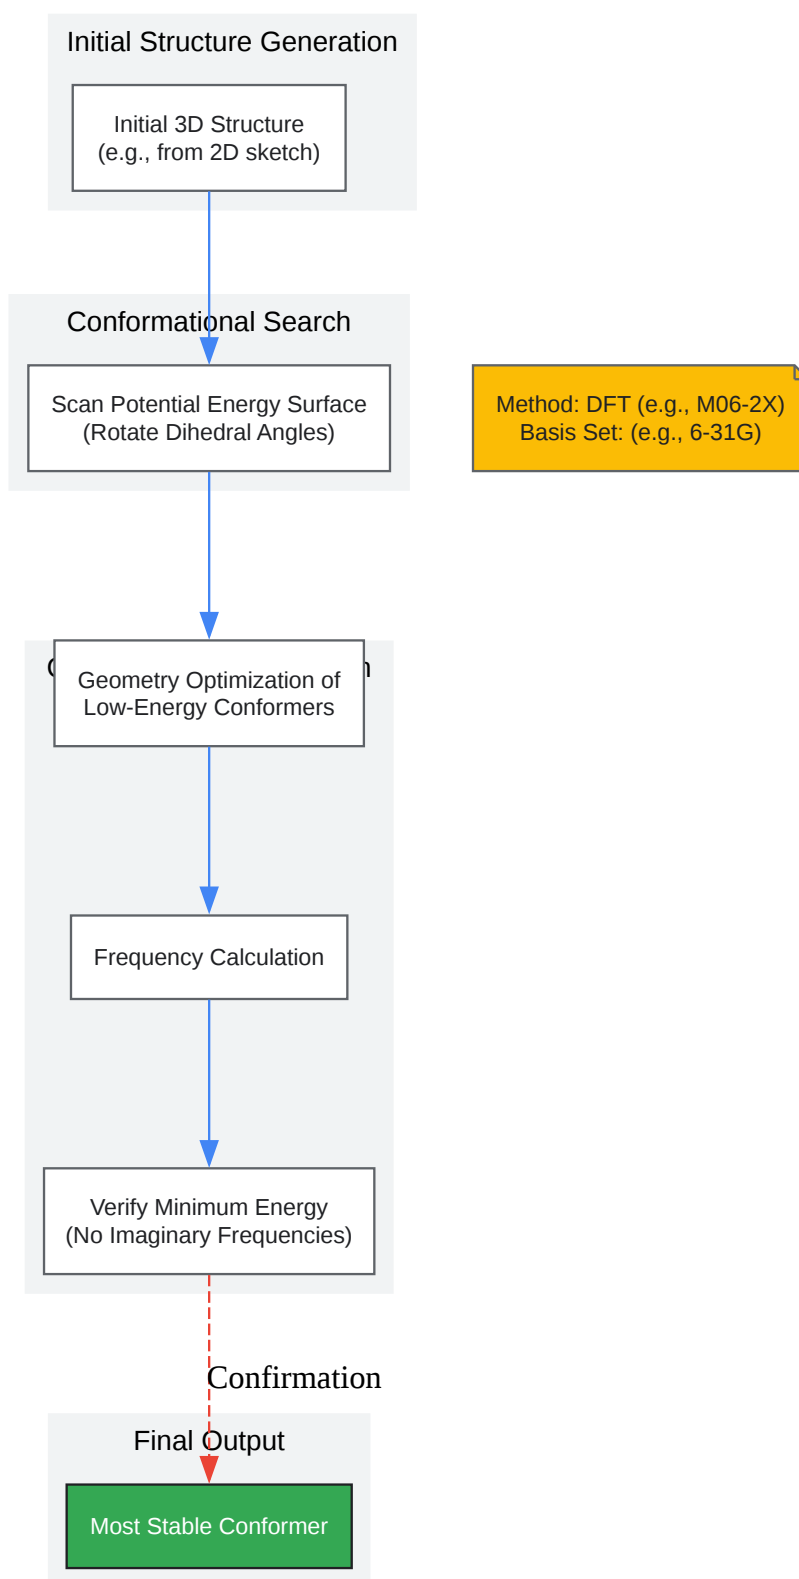 Initial Structure Generation
Initial 3D Structure
(e.g., from 2D sketch)
Conformational Search
Scan Potential Energy Surface
(Rotate Dihedral Angles)
Method: DFT (e.g., M06-2X)
Basis Set: (e.g., 6-31G)
Geometry Optimization of
Low-Energy Conformers
Frequency Calculation
Verify Minimum Energy
(No Imaginary Frequencies)
Confirmation
Final Output
Most Stable Conformer